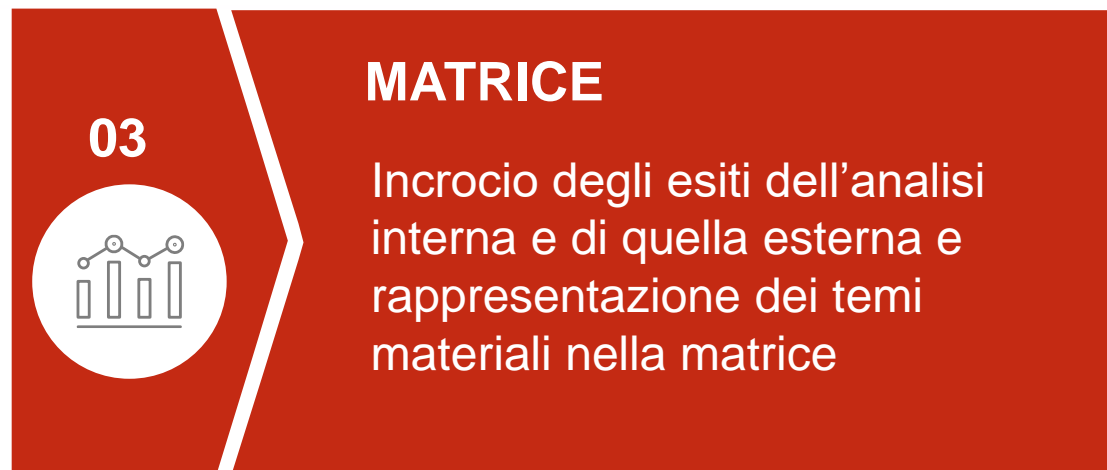 03
MATRICE
Incrocio degli esiti dell’analisi
interna e di quella esterna e
rappresentazione dei temi
materiali nella matrice